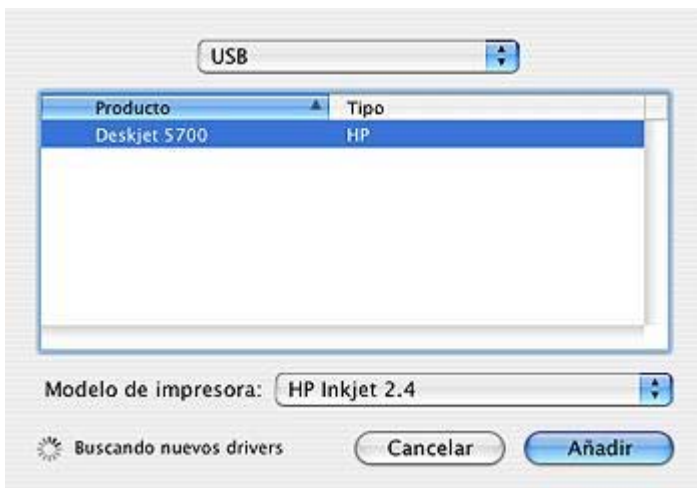 USB
Producto Tipo
Deskjet 5700 HP
Modelo de impresora: HP Inkjet 2.4
Buscando nuevos drivers Cancelar Añadir